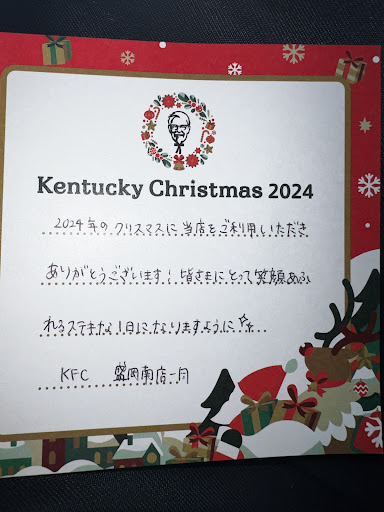 Kentucky Christmas 2024
2024年のクリスマスに当店をご利用いただき
ありがとうございます! 皆さまにとって笑顔あふ
れるステキな1日になりますように✨
KFC 盛岡南店一同